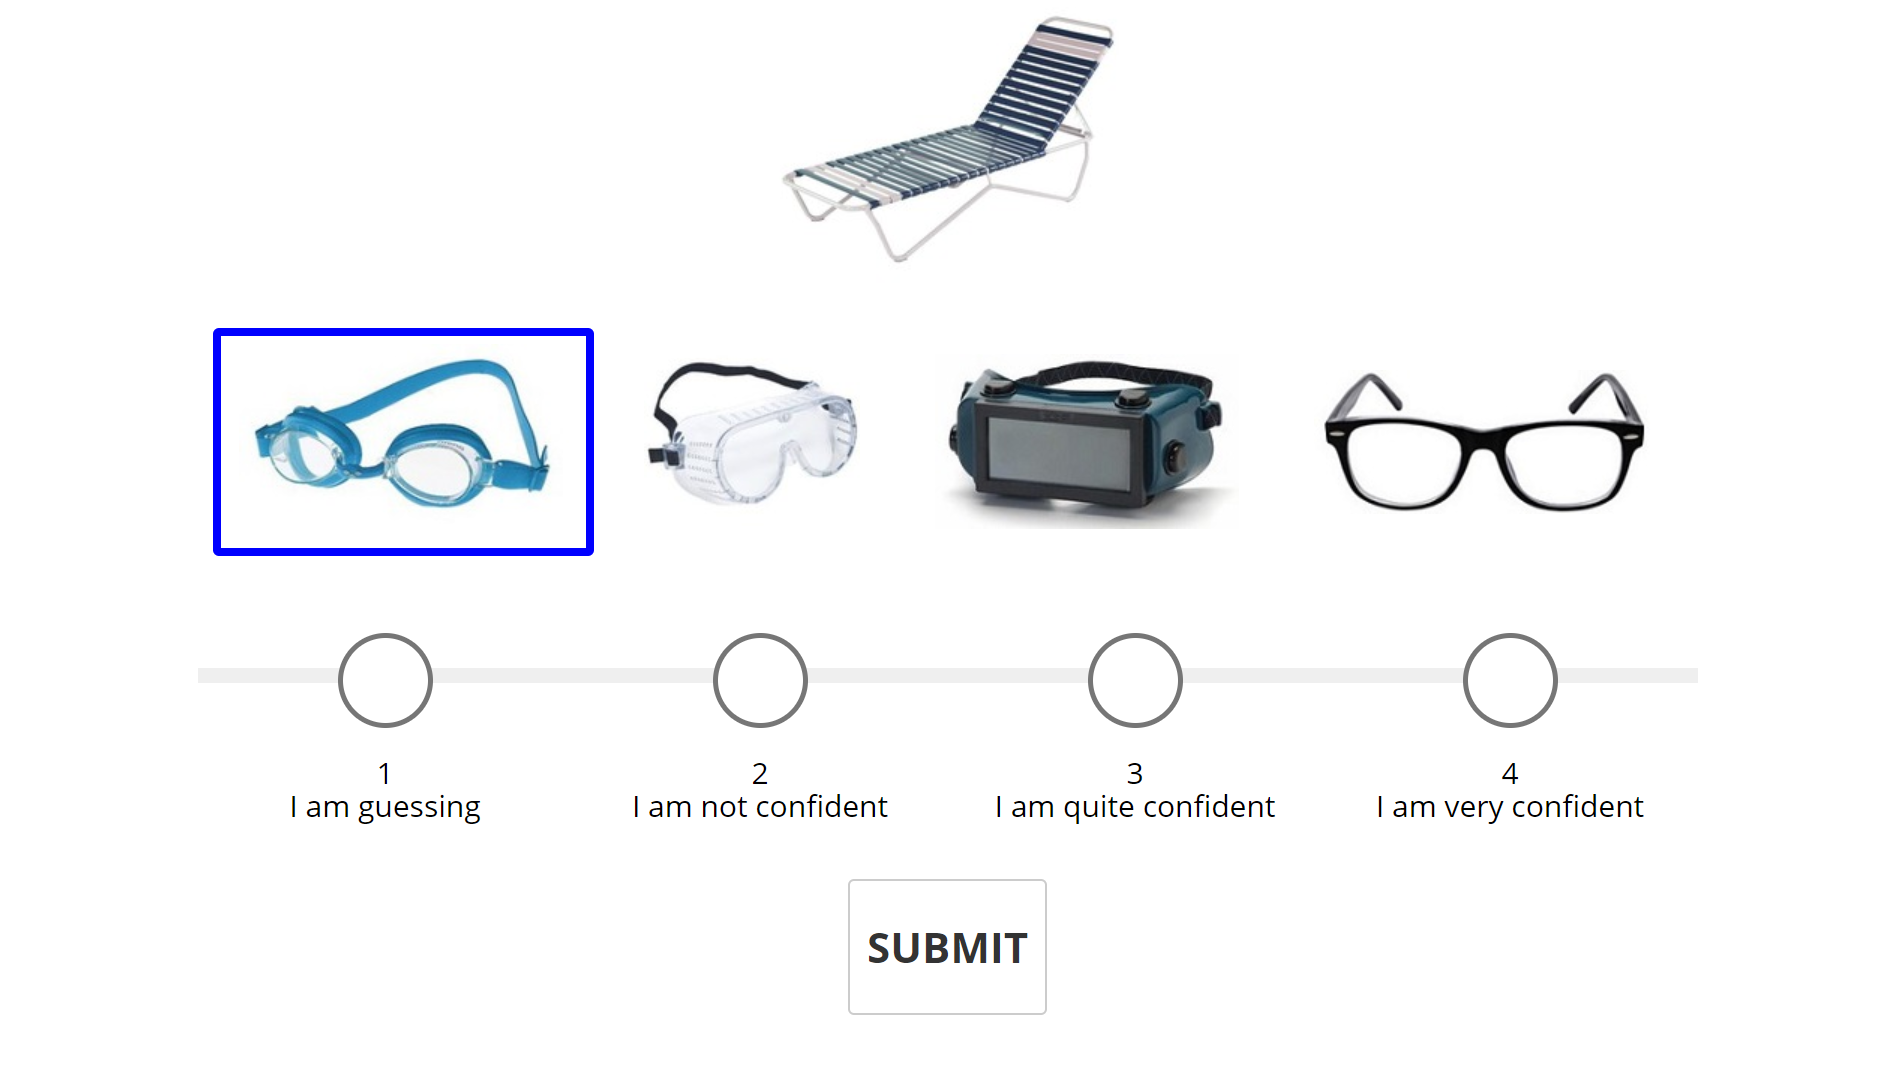 1
I am guessing
2
I am not confident
3
I am quite confident
4
I am very confident
SUBMIT